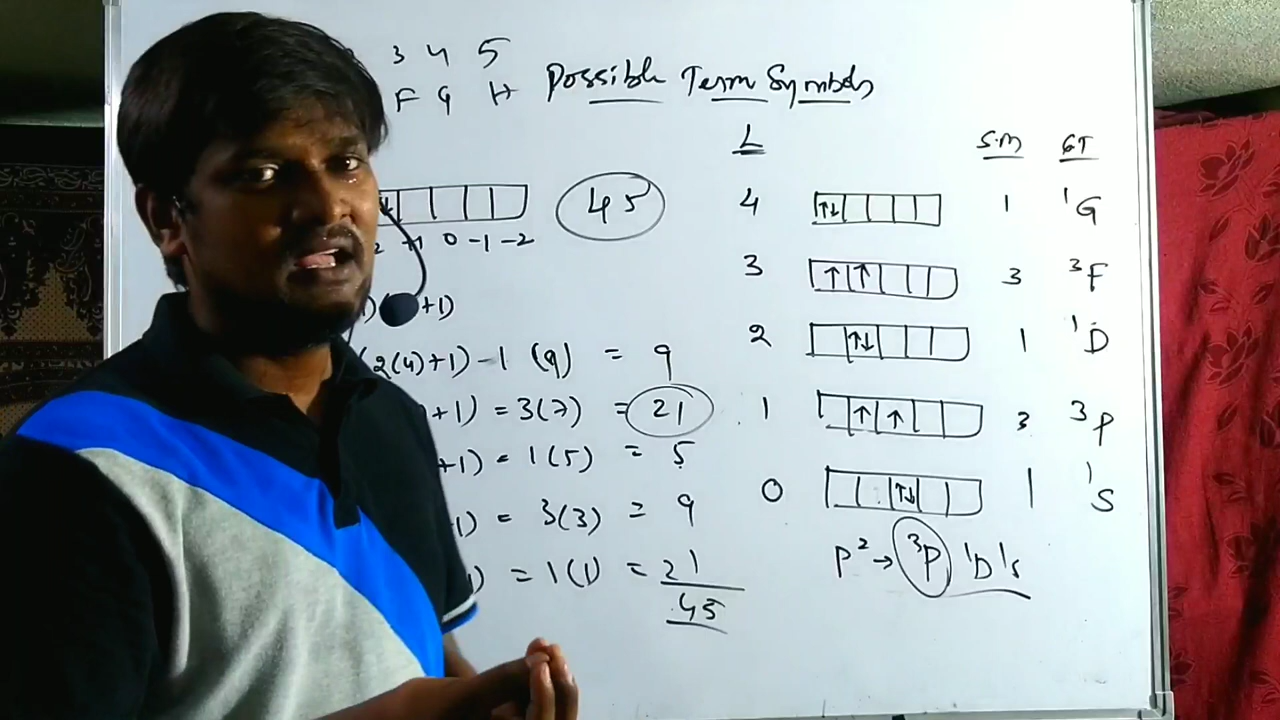 3 4 5
F G H
Possible Term Symbols
L S.M GT
45
+1 0 -1 -2
4 ↑↓ 1 ¹G
3 ↑ ↑ 3 ³F
2 ↑↓ 1 ¹D
1 ↑ ↑ 3 ³P
0 ↑↓ 1 ¹S
)( +1)
(2(4)+1) - 1 (9) = 9
+1) = 3(7) = 21
+1) = 1(5) = 5
1) = 3(3) = 9
) = 1(1) = 1
45
P² → ³P ¹D ¹S